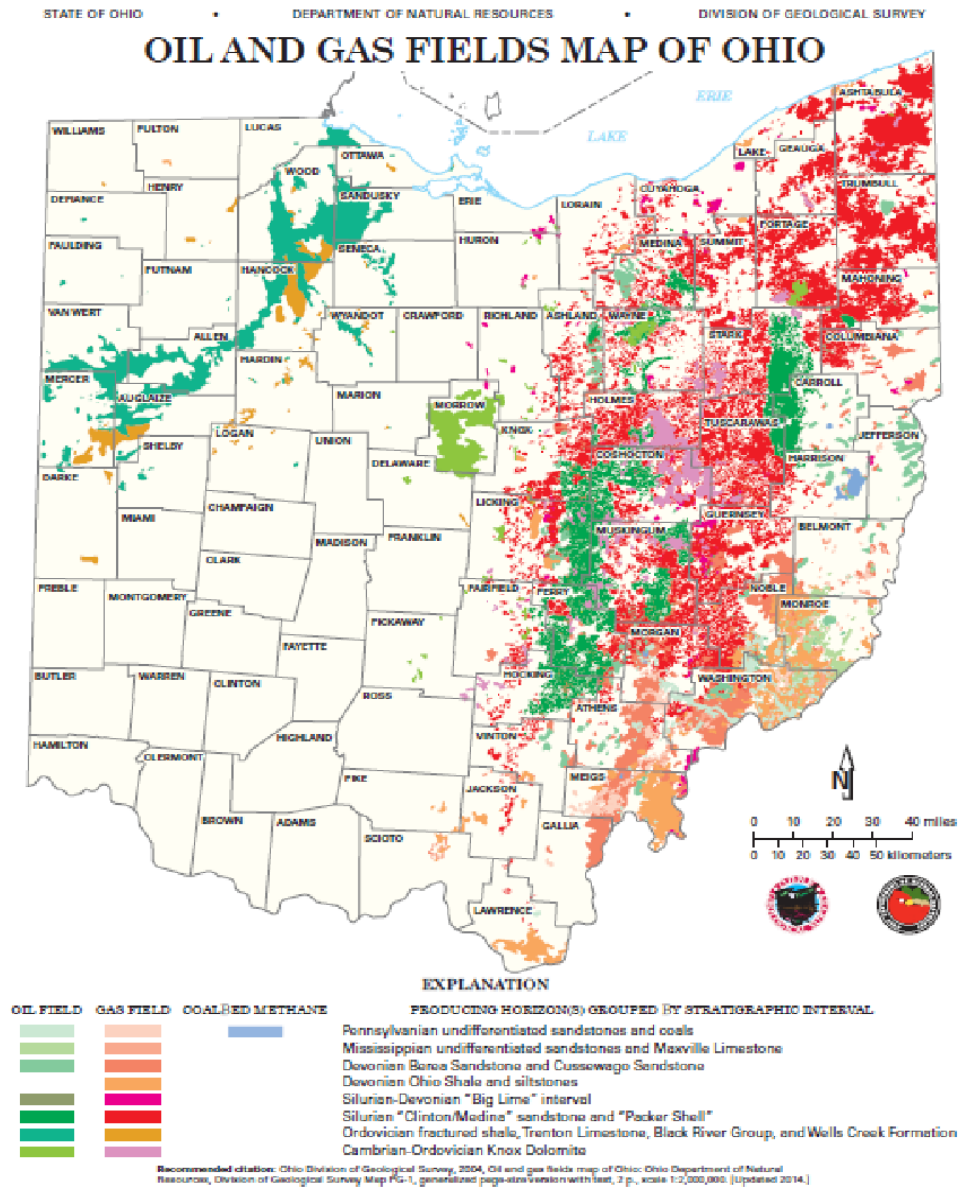 STATE OF OHIO • DEPARTMENT OF NATURAL RESOURCES • DIVISION OF GEOLOGICAL SURVEY
OIL AND GAS FIELDS MAP OF OHIO
ERIE
LAKE
ASHTABULA
WILLIAMS
FULTON
LUCAS
OTTAWA
LAKE
GEAUGA
WOOD
HENRY
DEFIANCE
SANDUSKY
ERIE
LORAIN
CUYAHOGA
TRUMBULL
PORTAGE
PAULDING
PUTNAM
HANCOCK
SENECA
HURON
MEDINA
SUMMIT
MAHONING
VAN WERT
ALLEN
WYANDOT
CRAWFORD
RICHLAND
ASHLAND
WAYNE
STARK
COLUMBIANA
HARDIN
MERCER
AUGLAIZE
MARION
MORROW
HOLMES
CARROLL
TUSCARAWAS
JEFFERSON
SHELBY
LOGAN
UNION
KNOX
DELAWARE
COSHOCTON
HARRISON
DARKE
CHAMPAIGN
LICKING
GUERNSEY
MIAMI
MADISON
FRANKLIN
MUSKINGUM
BELMONT
CLARK
PREBLE
MONTGOMERY
GREENE
FAIRFIELD
PERRY
NOBLE
MONROE
PICKAWAY
FAYETTE
MORGAN
BUTLER
WARREN
CLINTON
ROSS
HOCKING
WASHINGTON
ATHENS
HAMILTON
CLERMONT
HIGHLAND
VINTON
PIKE
JACKSON
MEIGS
BROWN
ADAMS
SCIOTO
GALLIA
LAWRENCE
N
0 10 20 30 40 miles
0 10 20 30 40 50 kilometers
EXPLANATION
OIL FIELD GAS FIELD COALBED METHANE PRODUCING HORIZON(S) GROUPED BY STRATIGRAPHIC INTERVAL
Pennsylvanian undifferentiated sandstones and coals
Mississippian undifferentiated sandstones and Maxville Limestone
Devonian Berea Sandstone and Cussewago Sandstone
Devonian Ohio Shale and siltstones
Silurian-Devonian “Big Lime” interval
Silurian “Clinton/Medina” sandstone and “Packer Shell”
Ordovician fractured shale, Trenton Limestone, Black River Group, and Wells Creek Formation
Cambrian-Ordovician Knox Dolomite
Recommended citation: Ohio Division of Geological Survey, 2004, Oil and gas fields map of Ohio: Ohio Department of Natural
Resources, Division of Geological Survey Map PG-1, generalized page-size version with text, 2 p., scale 1:2,000,000. [Updated 2014.]